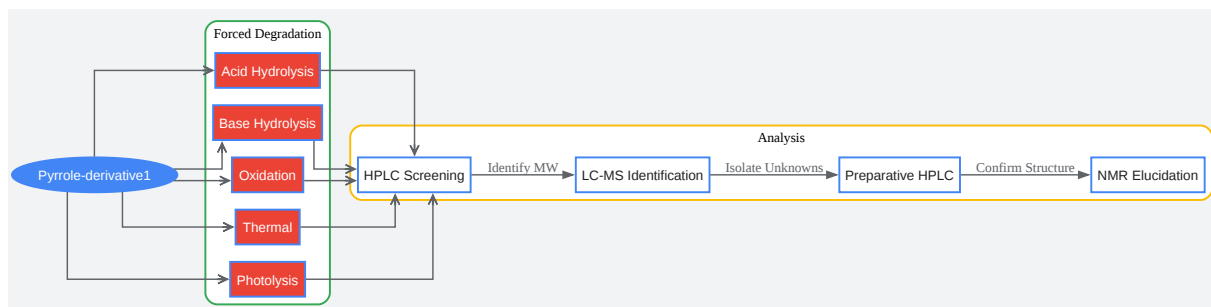 Forced Degradation
Acid Hydrolysis
Base Hydrolysis
Analysis
Pyrrole-derivative1
Oxidation
HPLC Screening
Identify MW
LC-MS Identification
Isolate Unknowns
Preparative HPLC
Confirm Structure
NMR Elucidation
Thermal
Photolysis